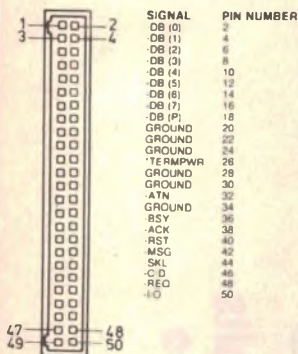 SIGNAL PIN NUMBER
-DB (0) 2
-DB (1) 4
-DB (2) 6
-DB (3) 8
-DB (4) 10
-DB (5) 12
-DB (6) 14
-DB (7) 16
-DB (P) 18
GROUND 20
GROUND 22
GROUND 24
*TERMPWR 26
GROUND 28
GROUND 30
-ATN 32
GROUND 34
-BSY 36
-ACK 38
-RST 40
-MSG 42
SKL 44
-C D 46
-REQ 48
-I O 50
1 2
3 4
47 48
49 50